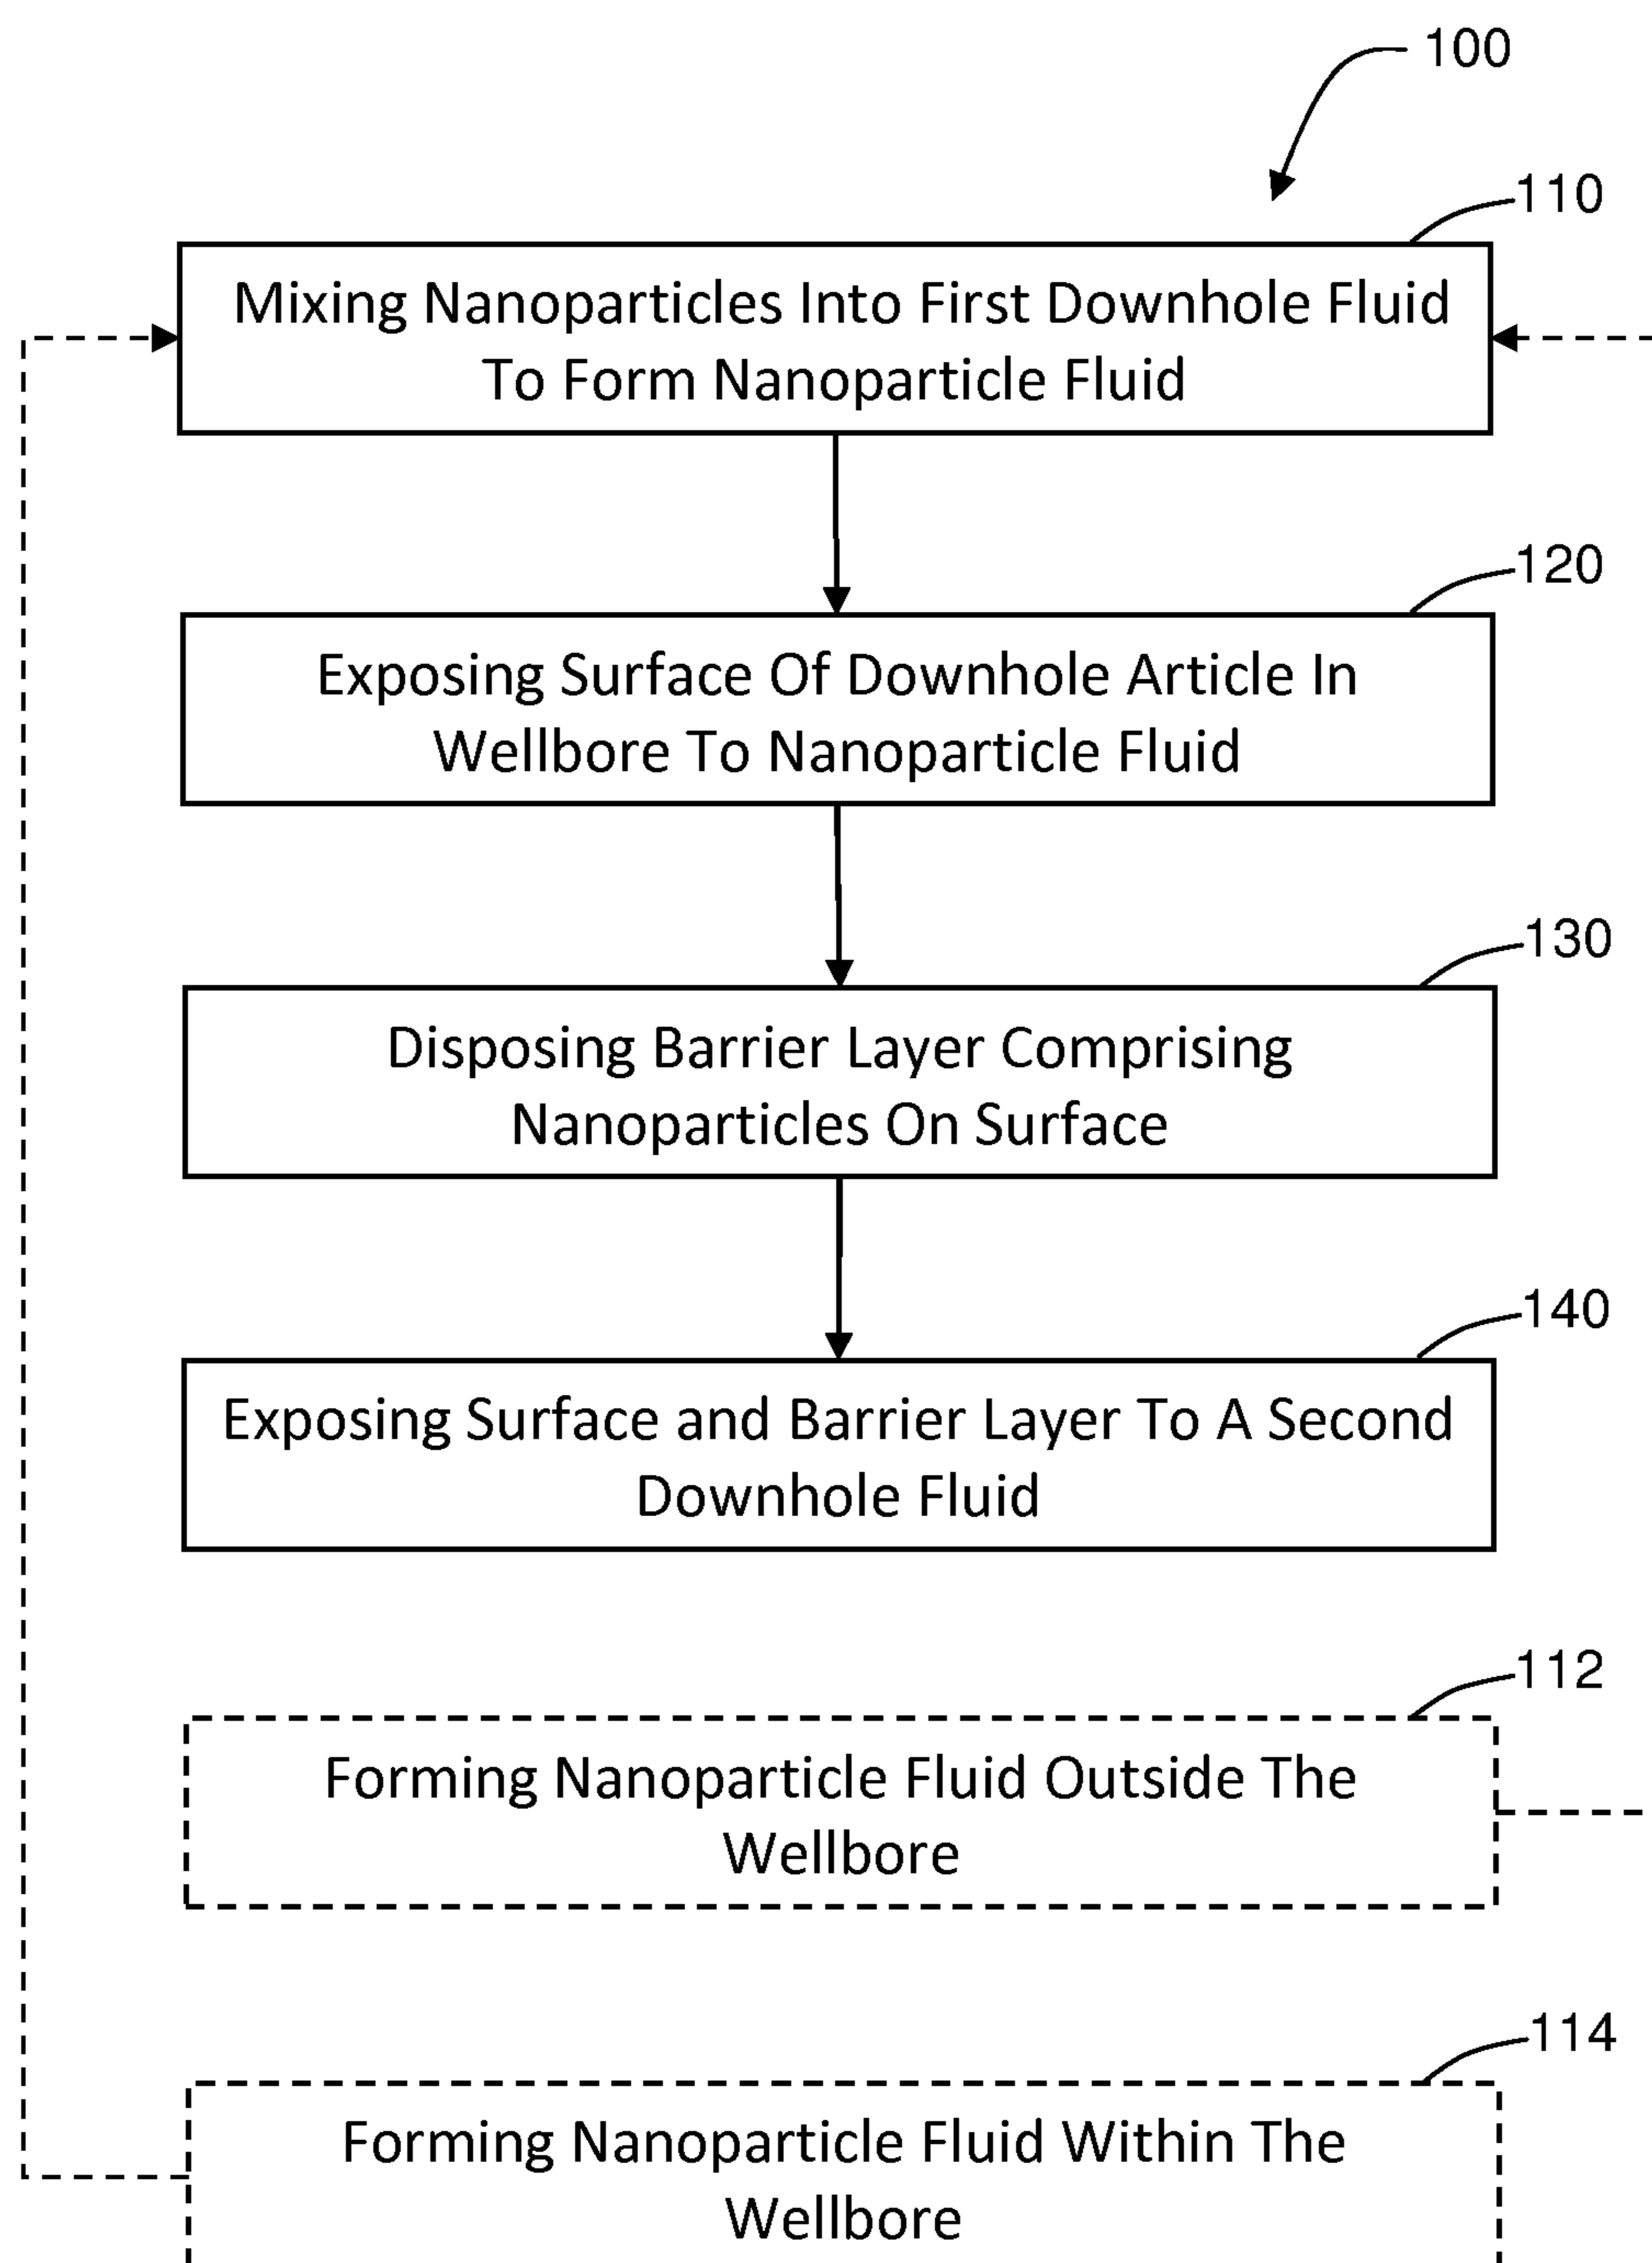 100
110
Mixing Nanoparticles Into First Downhole Fluid
To Form Nanoparticle Fluid
120
Exposing Surface Of Downhole Article In
Wellbore To Nanoparticle Fluid
130
Disposing Barrier Layer Comprising
Nanoparticles On Surface
140
Exposing Surface and Barrier Layer To A Second
Downhole Fluid
112
Forming Nanoparticle Fluid Outside The
Wellbore
114
Forming Nanoparticle Fluid Within The
Wellbore